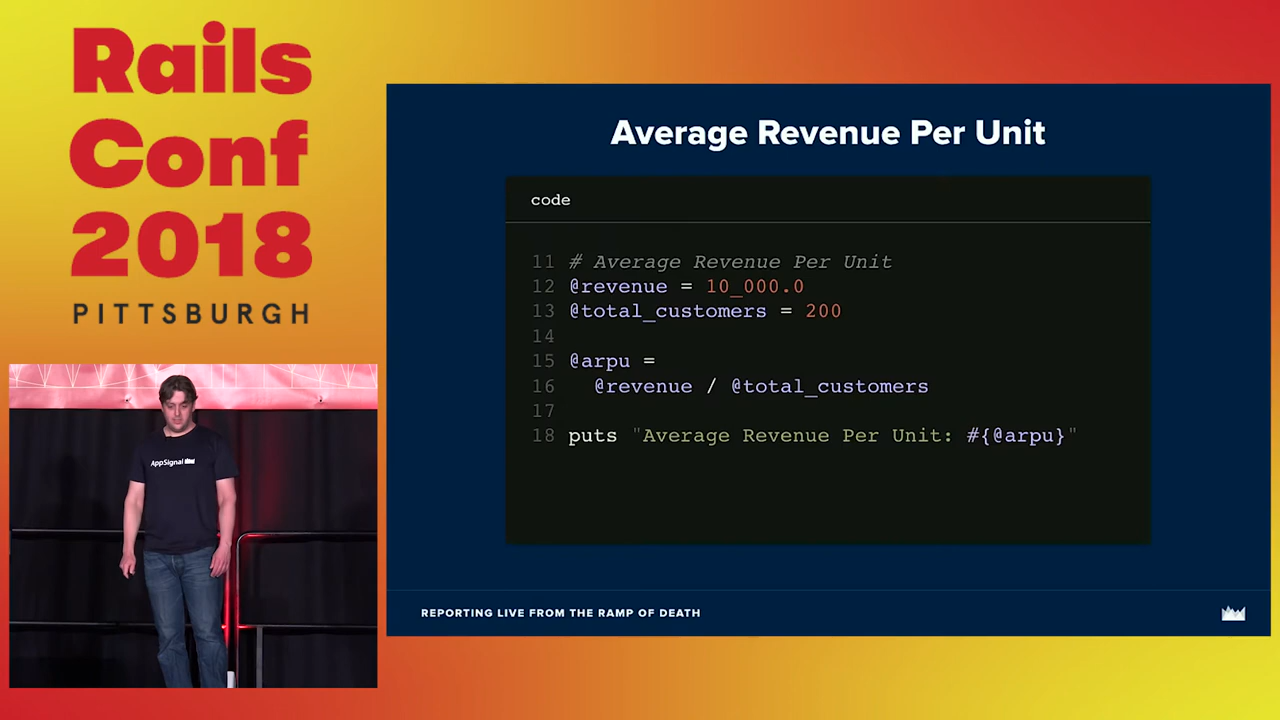 Rails
Conf
2018
PITTSBURGH
AppSignal
Average Revenue Per Unit
code
11 # Average Revenue Per Unit
12 @revenue = 10_000.0
13 @total_customers = 200
14
15 @arpu =
16 @revenue / @total_customers
17
18 puts "Average Revenue Per Unit: #{@arpu}"
REPORTING LIVE FROM THE RAMP OF DEATH